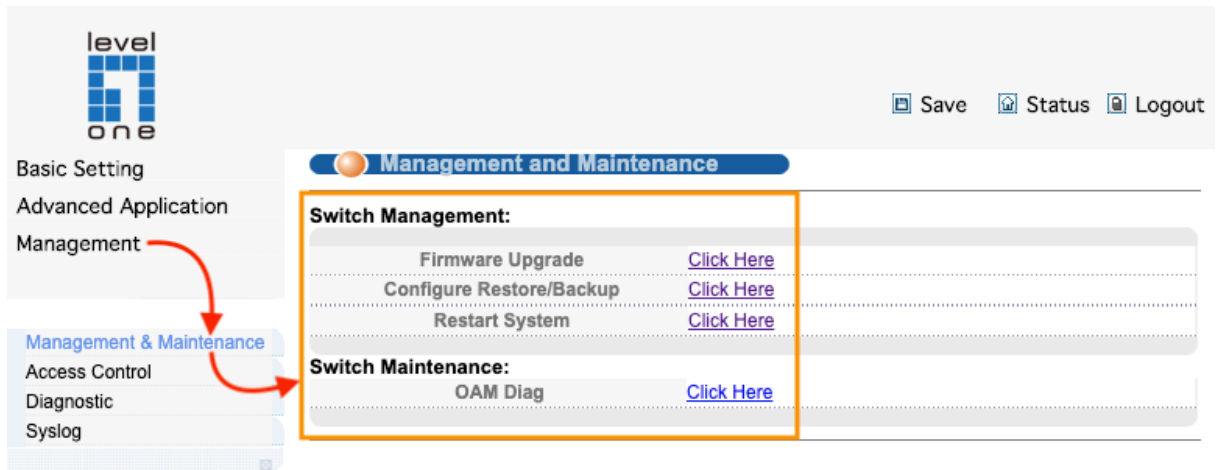 level
one
Save Status Logout
Basic Setting
Advanced Application
Management
Management & Maintenance
Access Control
Diagnostic
Syslog
Management and Maintenance
Switch Management:
Firmware Upgrade Click Here
Configure Restore/Backup Click Here
Restart System Click Here
Switch Maintenance:
OAM Diag Click Here